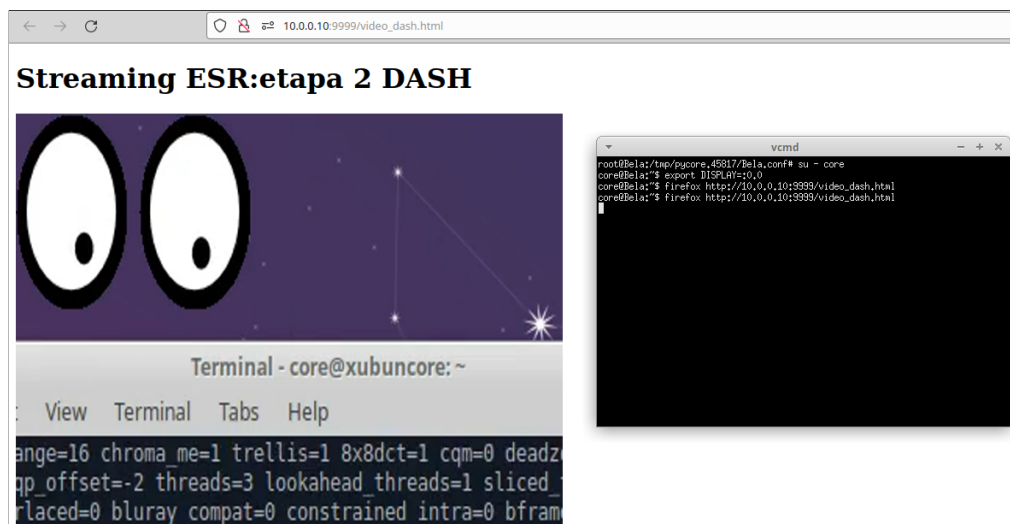 10.0.0.10:9999/video_dash.html
Streaming ESR:etapa 2 DASH
vcmd
root@Bela:/tmp/pycore.45817/Bela.conf# su - core
core@Bela:~$ export DISPLAY=:0.0
core@Bela:~$ firefox http://10.0.0.10:9999/video_dash.html
core@Bela:~$ firefox http://10.0.0.10:9999/video_dash.html
Terminal - core@xubuncore: ~
View Terminal Tabs Help
ange=16 chroma_me=1 trellis=1 8x8dct=1 cqm=0 deadz
qp_offset=-2 threads=3 lookahead_threads=1 sliced_
rlaced=0 bluray_compat=0 constrained_intra=0 bfram